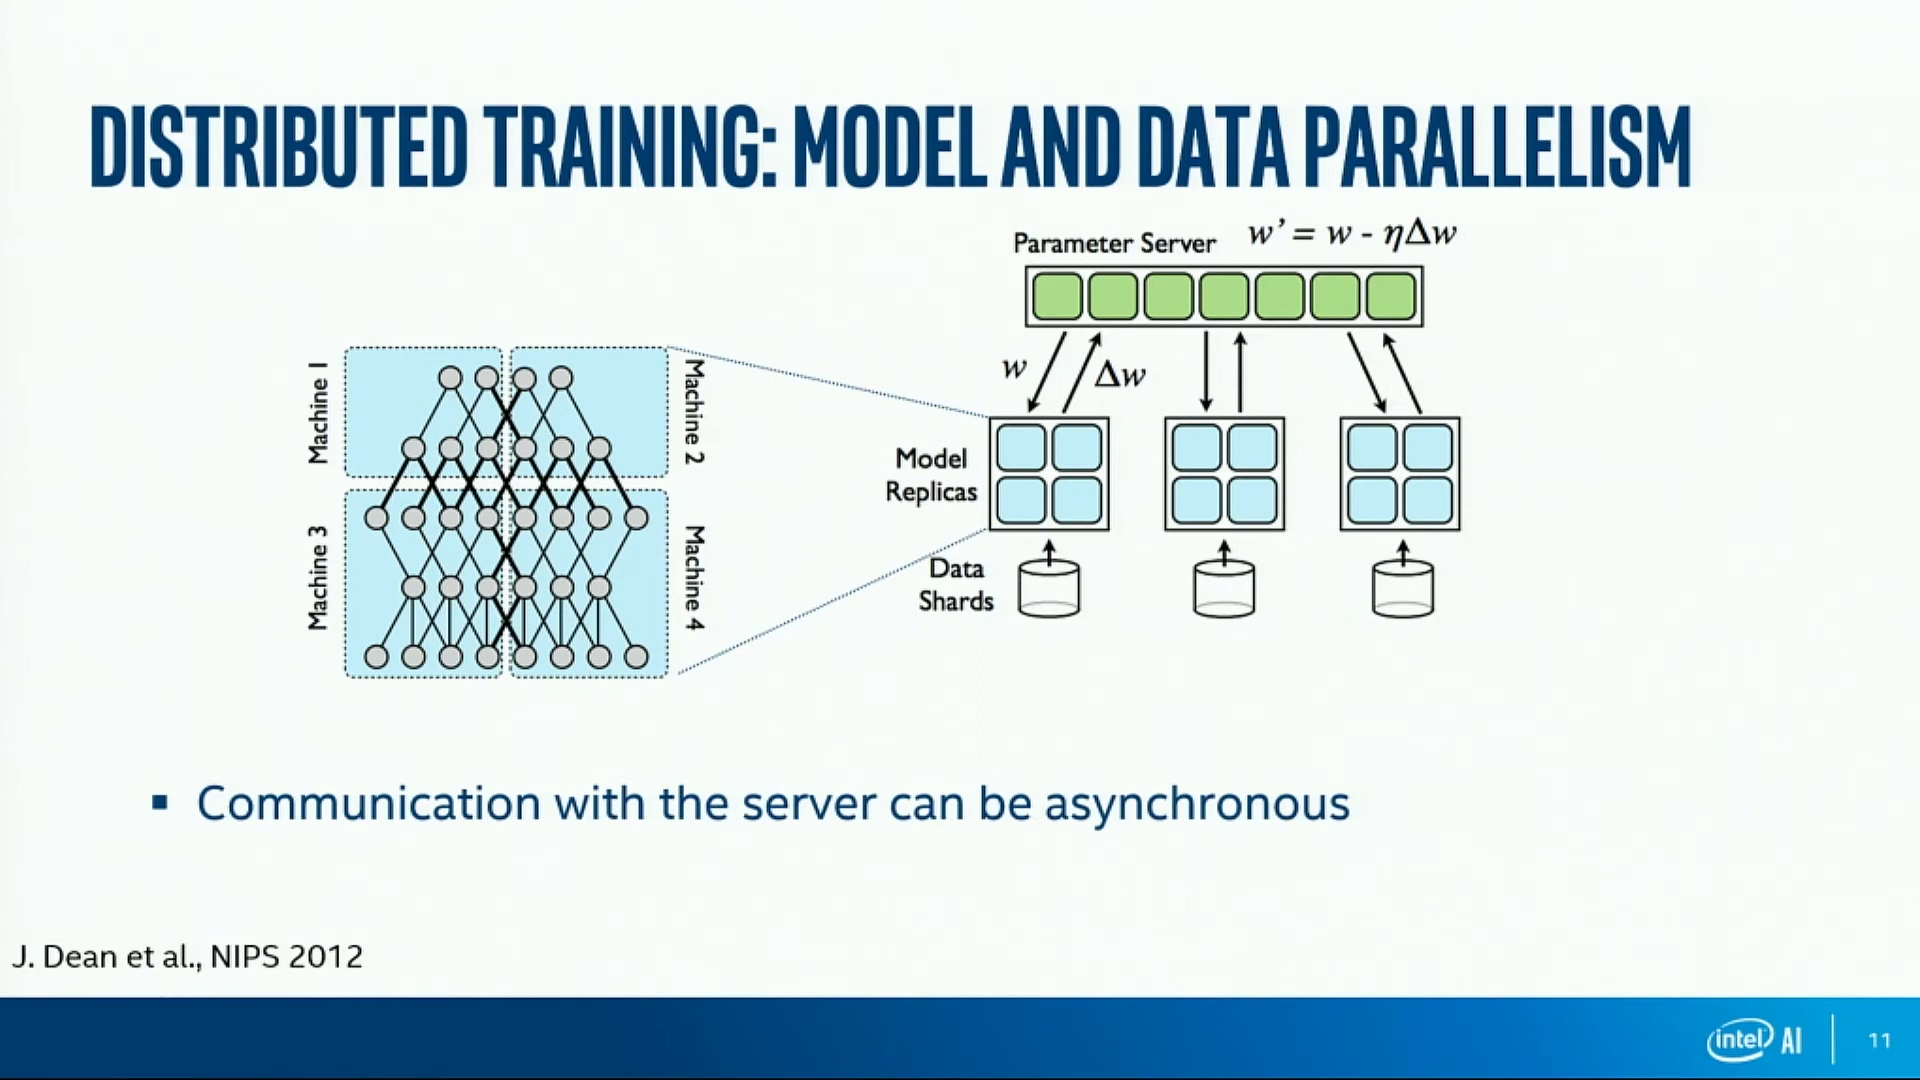 DISTRIBUTED TRAINING: MODEL AND DATA PARALLELISM
Parameter Server
w' = w - ηΔw
Machine 1
Machine 2
Machine 3
Machine 4
w
Δw
Model
Replicas
Data
Shards
▪ Communication with the server can be asynchronous
J. Dean et al., NIPS 2012
intel AI
11